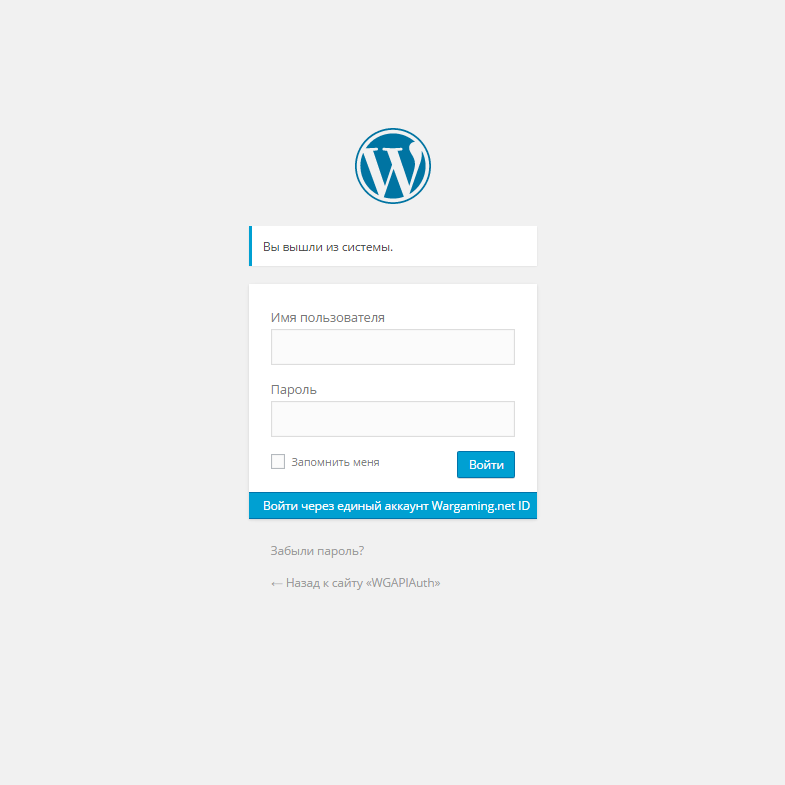 Вы вышли из системы.
Имя пользователя
Пароль
Запомнить меня
Войти
Войти через единый аккаунт Wargaming.net ID
Забыли пароль?
← Назад к сайту «WGAPIAuth»